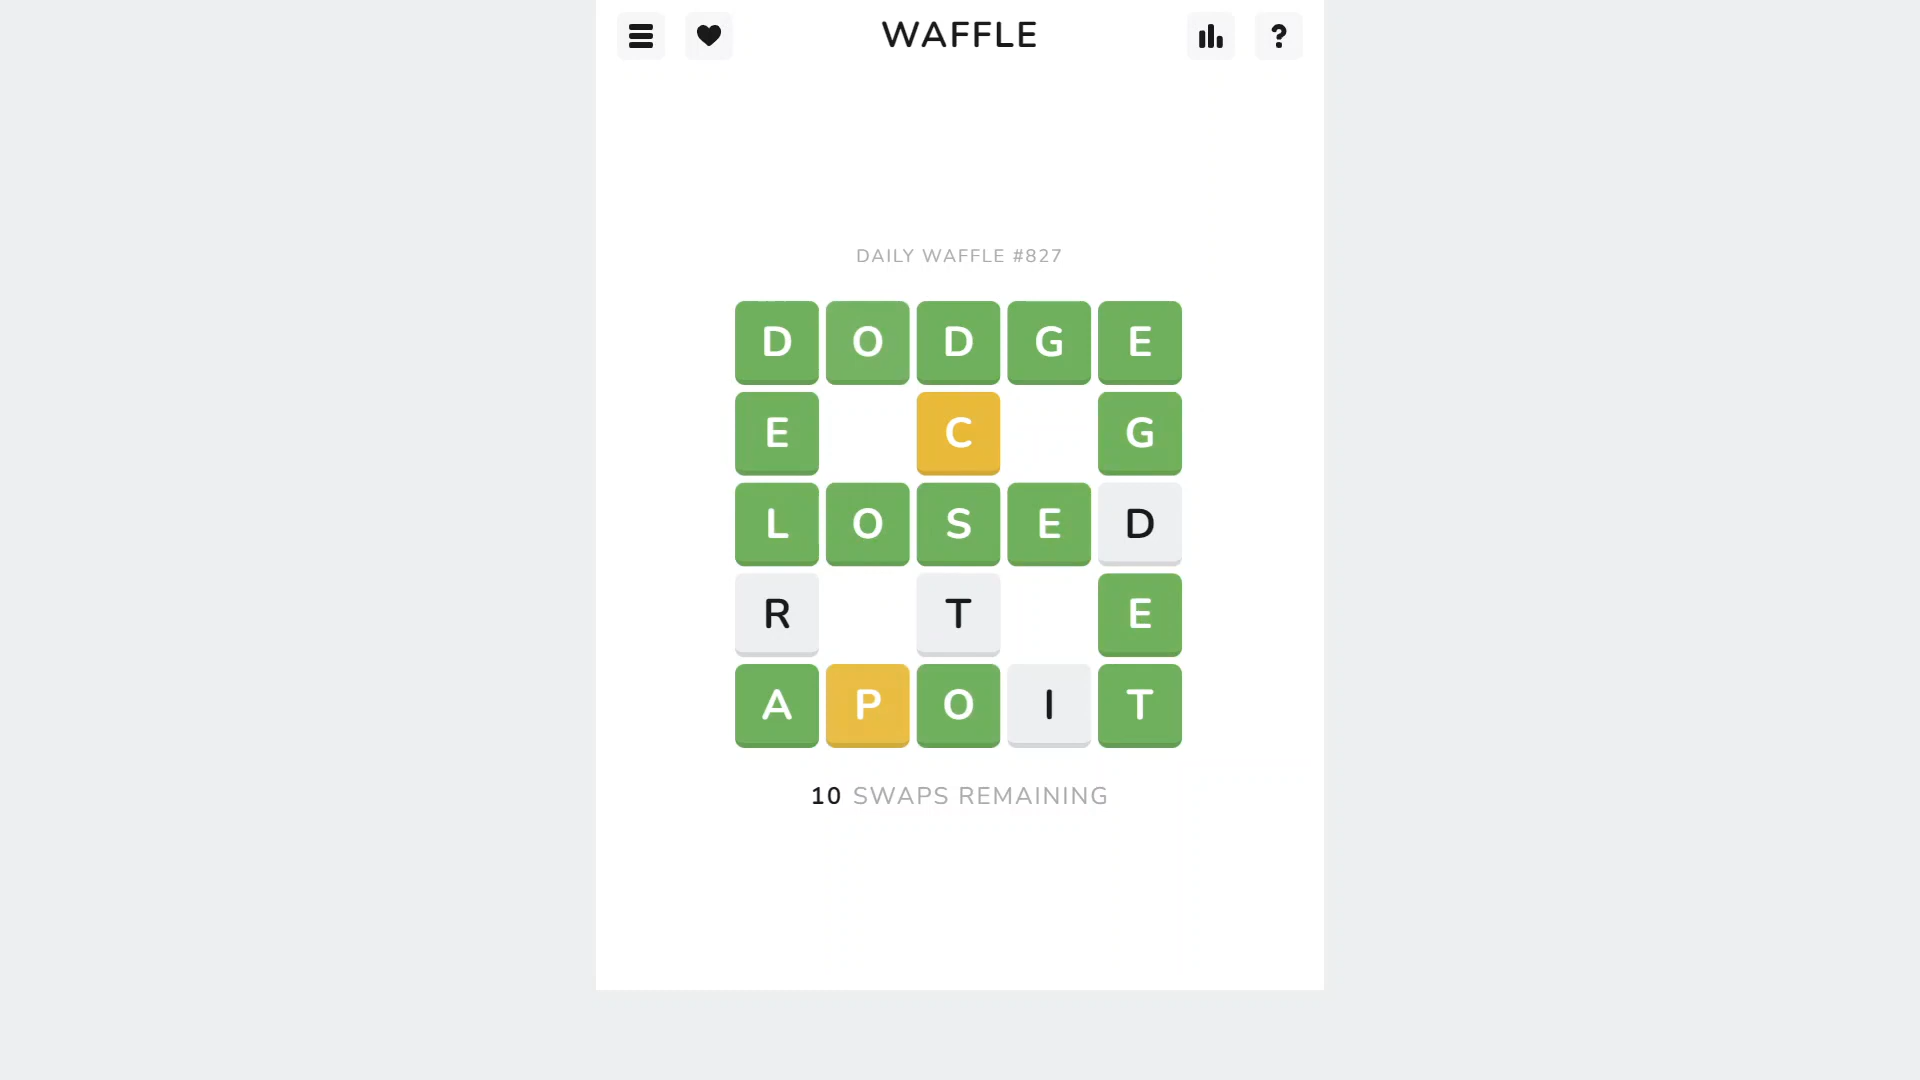 WAFFLE ?
DAILY WAFFLE #827
D O D G E
E C G
L O S E D
R T E
A P O I T
10 SWAPS REMAINING